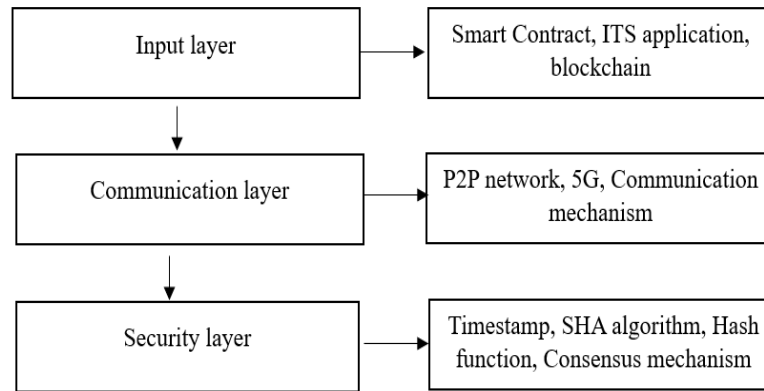 Input layer
Smart Contract, ITS application,
blockchain
Communication layer
P2P network, 5G, Communication
mechanism
Security layer
Timestamp, SHA algorithm, Hash
function, Consensus mechanism